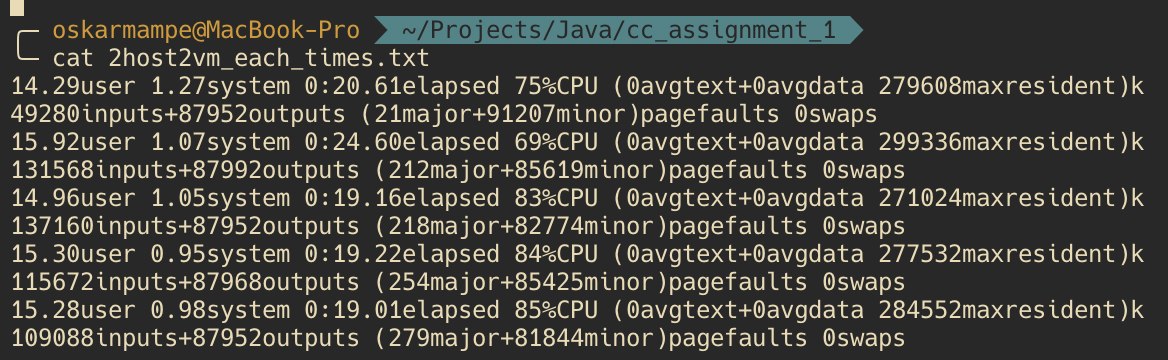 oskarmampe@MacBook-Pro ~/Projects/Java/cc_assignment_1
cat 2host2vm_each_times.txt
14.29user 1.27system 0:20.61elapsed 75%CPU (0avgtext+0avgdata 279608maxresident)k
49280inputs+87952outputs (21major+91207minor)pagefaults 0swaps
15.92user 1.07system 0:24.60elapsed 69%CPU (0avgtext+0avgdata 299336maxresident)k
131568inputs+87992outputs (212major+85619minor)pagefaults 0swaps
14.96user 1.05system 0:19.16elapsed 83%CPU (0avgtext+0avgdata 271024maxresident)k
137160inputs+87952outputs (218major+82774minor)pagefaults 0swaps
15.30user 0.95system 0:19.22elapsed 84%CPU (0avgtext+0avgdata 277532maxresident)k
115672inputs+87968outputs (254major+85425minor)pagefaults 0swaps
15.28user 0.98system 0:19.01elapsed 85%CPU (0avgtext+0avgdata 284552maxresident)k
109088inputs+87952outputs (279major+81844minor)pagefaults 0swaps